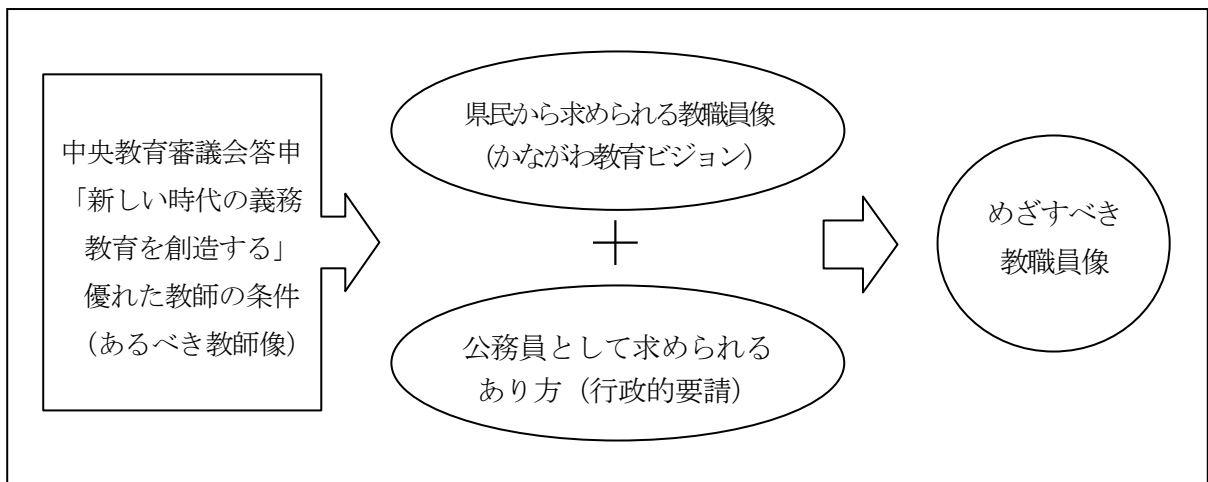 中央教育審議会答申
「新しい時代の義務
教育を創造する」
優れた教師の条件
(あるべき教師像)
県民から求められる教職員像
(かながわ教育ビジョン)
+
公務員として求められる
あり方(行政的要請)
めざすべき
教職員像